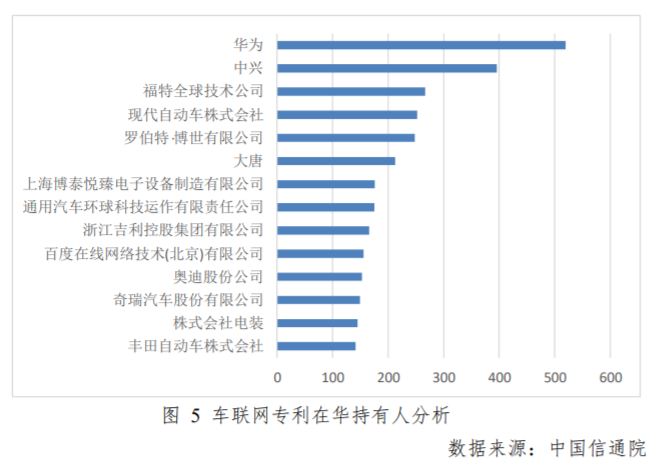 华为
中兴
福特全球技术公司
现代自动车株式会社
罗伯特·博世有限公司
大唐
上海博泰悦臻电子设备制造有限公司
通用汽车环球科技运作有限责任公司
浙江吉利控股集团有限公司
百度在线网络技术(北京)有限公司
奥迪股份公司
奇瑞汽车股份有限公司
株式会社电装
丰田自动车株式会社
0 100 200 300 400 500 600
图 5 车联网专利在华持有人分析
数据来源：中国信通院